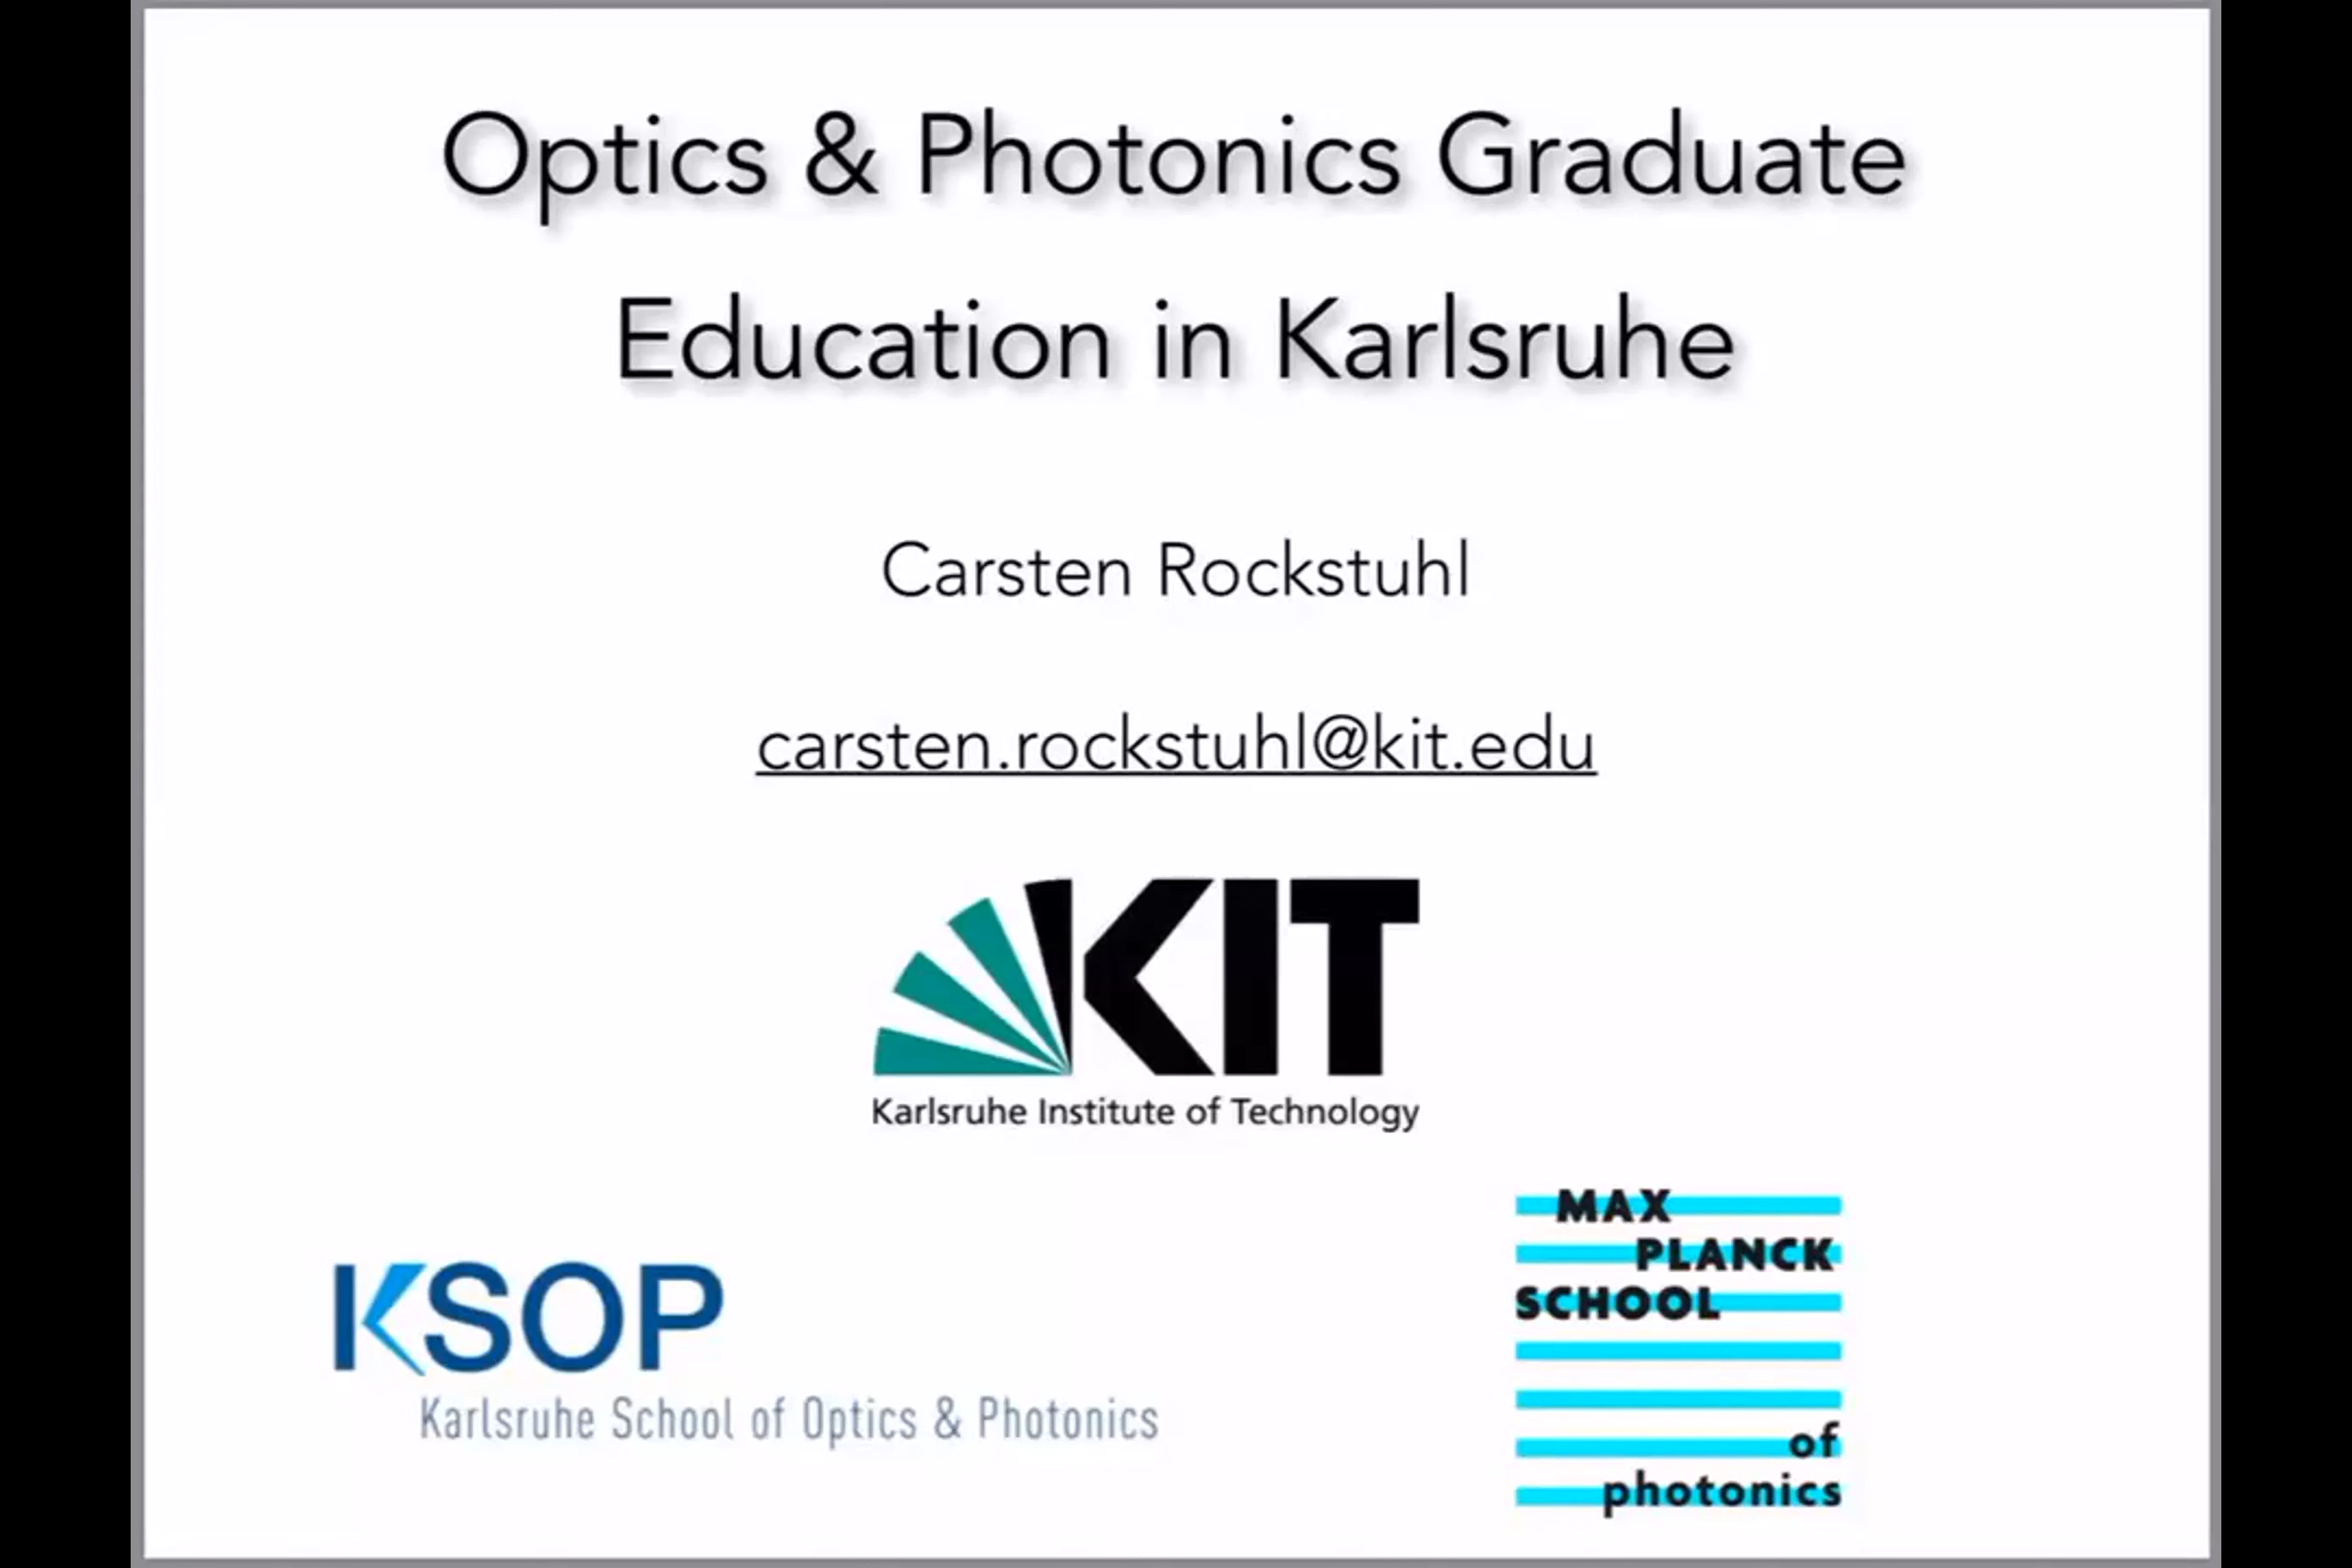 Optics & Photonics Graduate
Education in Karlsruhe
Carsten Rockstuhl
carsten.rockstuhl@kit.edu
KIT
Karlsruhe Institute of Technology
KSOP
Karlsruhe School of Optics & Photonics
MAX
PLANCK
SCHOOL
of
photonics